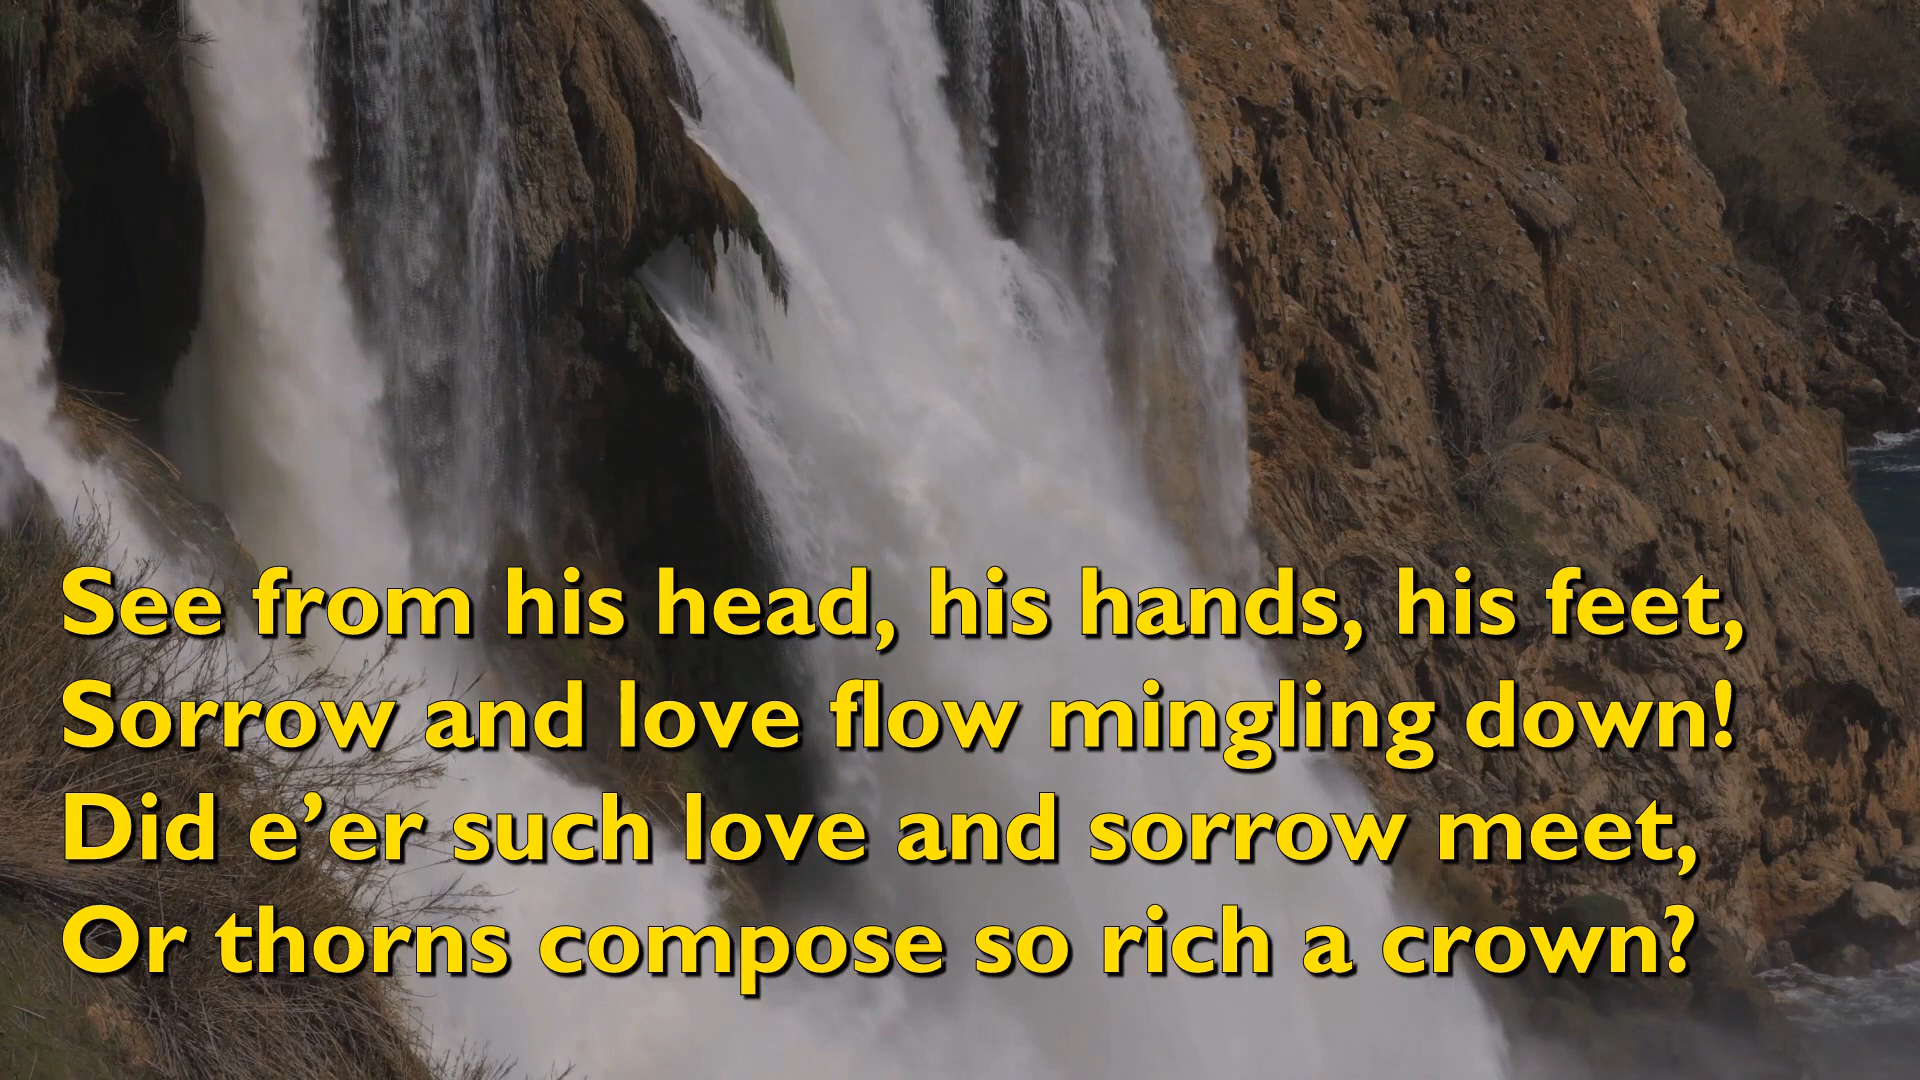 See from his head, his hands, his feet,
Sorrow and love flow mingling down!
Did e’er such love and sorrow meet,
Or thorns compose so rich a crown?